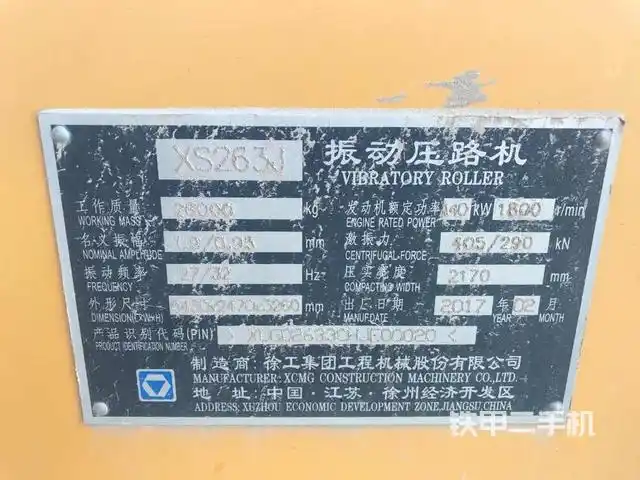 XS263J 振动压路机
VIBRATORY ROLLER
工作质量 26000 Kg 发动机额定功率 140 kW 1800 r/min
WORKING MASS ENGINE RATED POWER
名义振幅 mm 激振力 405/290 kN
NOMINAL AMPLITUDE CENTRIFUGAL-FORCE
振动频率 27/32 Hz 压实宽度 2170 mm
FREQUENCY COMPACTING WIDTH
外形尺寸 mm 出厂日期 2017 年 02 月
DIMENSION(L×W×H) MANUF.DATE YEAR MONTH
产品识别代码(PIN)
PRODUCT IDENTIFICATION NUMBER
制造商:徐工集团工程机械股份有限公司
MANUFACTURER: XCMG CONSTRUCTION MACHINERY CO.,LTD.
地 址:中国·江苏·徐州经济开发区
ADDRESS: XUZHOU ECONOMIC DEVELOPMENT ZONE,JIANGSU,CHINA
铁甲二手机